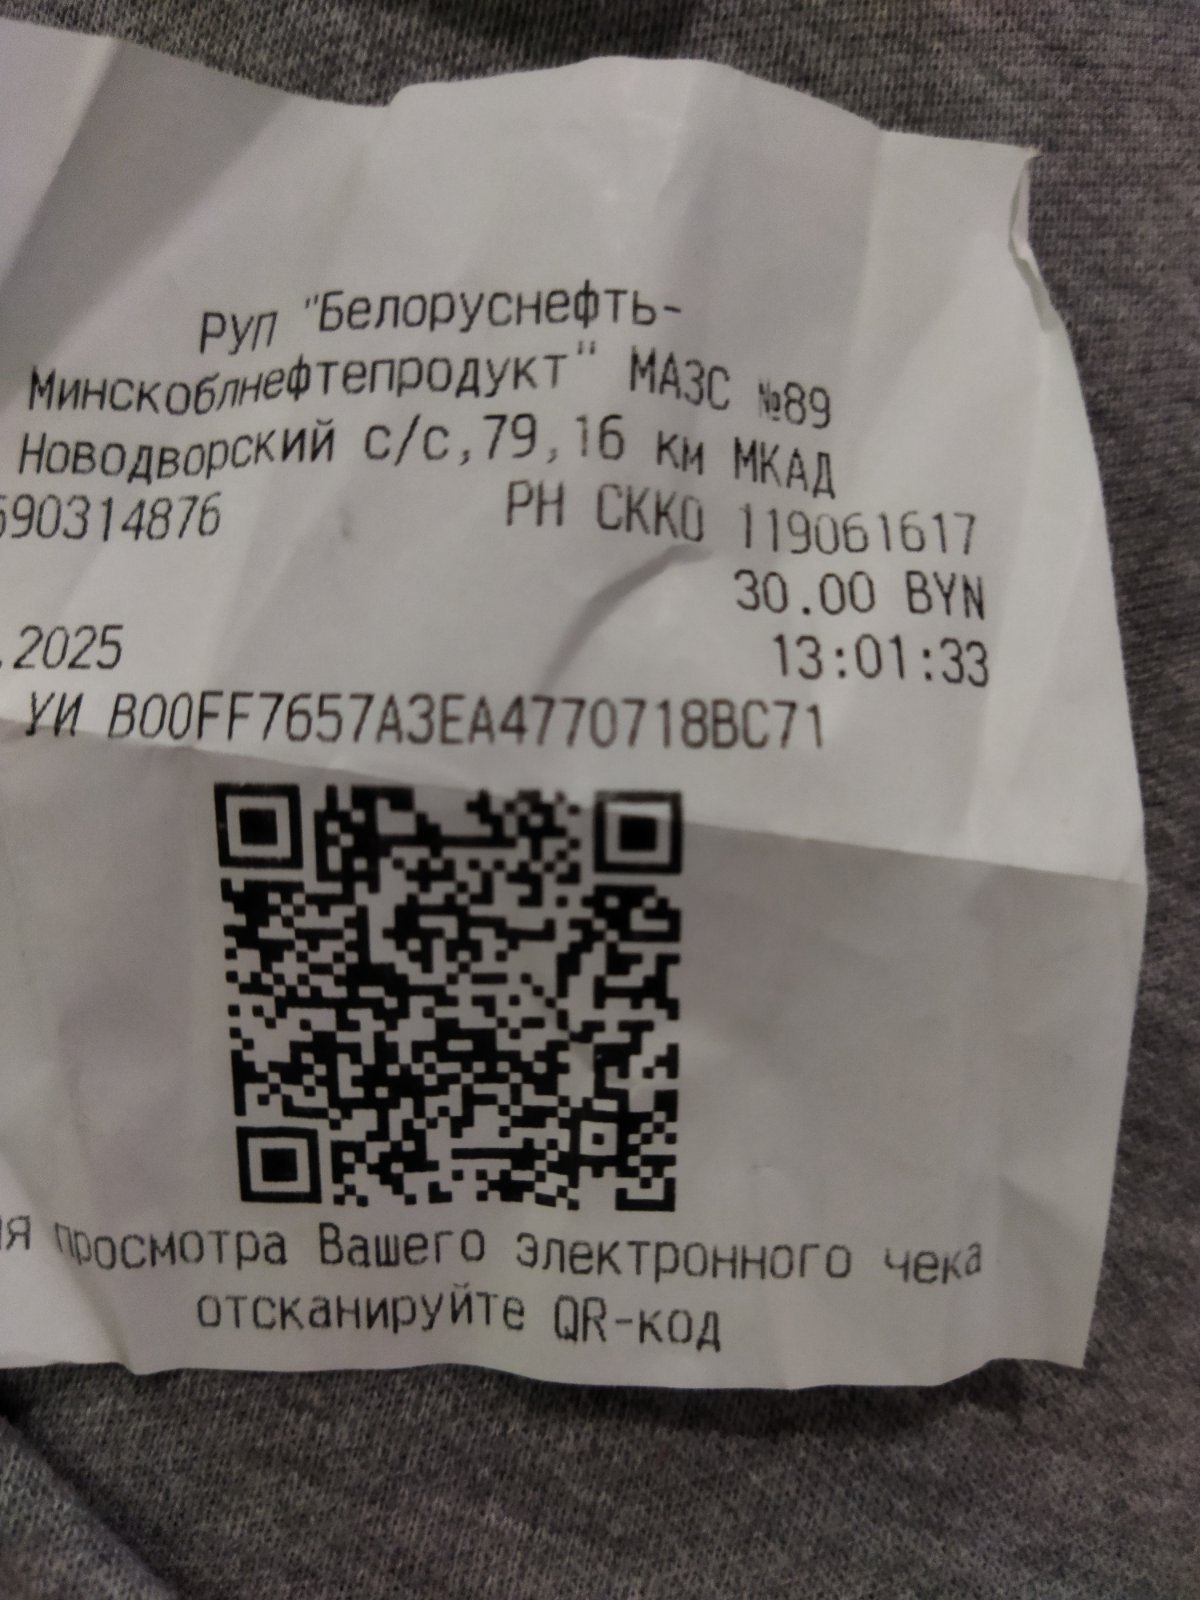 РУП "Белоруснефть-
Минскоблнефтепродукт" МАЗС №89
Новодворский с/с,79,16 км МКАД
690314876 РН СККО 119061617
30.00 BYN
.2025 13:01:33
УИ B00FF7657A3EA4770718BC71
просмотра Вашего электронного чека
отсканируйте QR-код